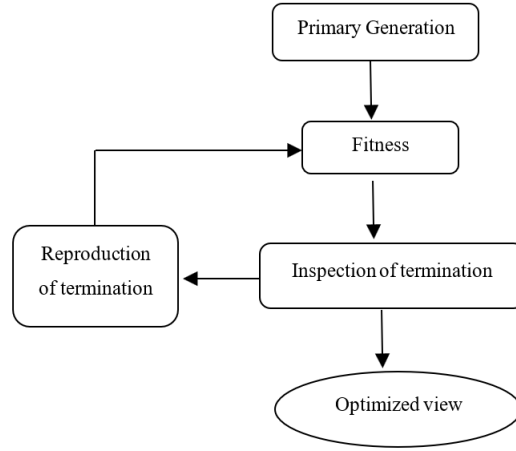 Primary Generation
Fitness
Reproduction
of termination
Inspection of termination
Optimized view